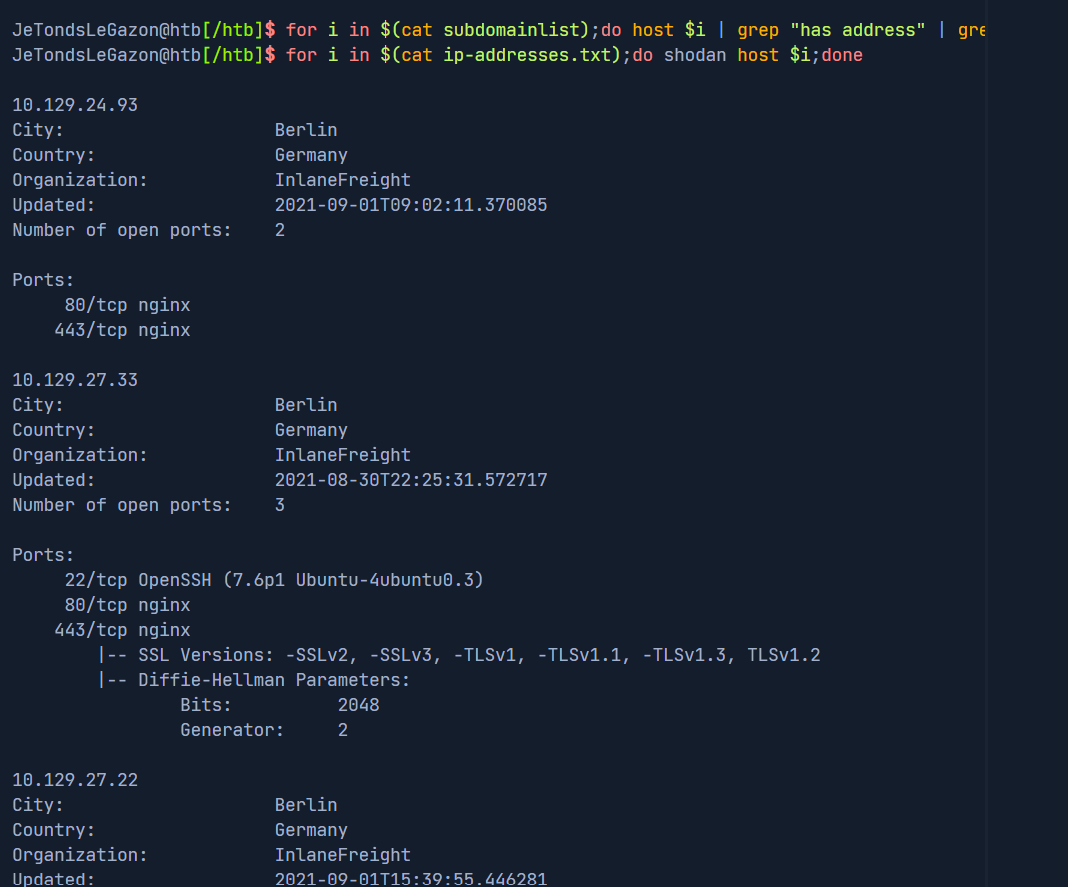 JeTondsLeGazon@htb[/htb]$ for i in $(cat subdomainlist);do host $i | grep "has address" | gre
JeTondsLeGazon@htb[/htb]$ for i in $(cat ip-addresses.txt);do shodan host $i;done
10.129.24.93
City: Berlin
Country: Germany
Organization: InlaneFreight
Updated: 2021-09-01T09:02:11.370085
Number of open ports: 2
Ports:
80/tcp nginx
443/tcp nginx
10.129.27.33
City: Berlin
Country: Germany
Organization: InlaneFreight
Updated: 2021-08-30T22:25:31.572717
Number of open ports: 3
Ports:
22/tcp OpenSSH (7.6p1 Ubuntu-4ubuntu0.3)
80/tcp nginx
443/tcp nginx
|-- SSL Versions: -SSLv2, -SSLv3, -TLSv1, -TLSv1.1, -TLSv1.3, TLSv1.2
|-- Diffie-Hellman Parameters:
Bits: 2048
Generator: 2
10.129.27.22
City: Berlin
Country: Germany
Organization: InlaneFreight
Updated: 2021-09-01T15:39:55.446281